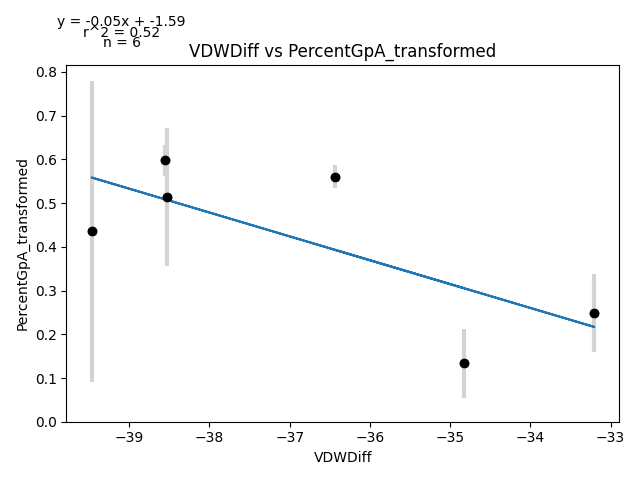 y = -0.05x + -1.59
r^2 = 0.52
n = 6
VDWDiff vs PercentGpA_transformed
PercentGpA_transformed
0.8
0.7
0.6
0.5
0.4
0.3
0.2
0.1
0.0
−39
−38
−37
−36
−35
−34
−33
VDWDiff